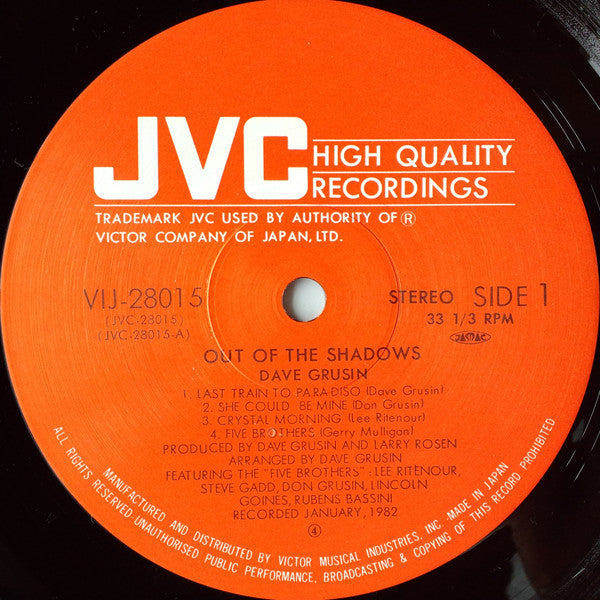 JVC HIGH QUALITY
RECORDINGS
TRADEMARK JVC USED BY AUTHORITY OF Ⓡ
VICTOR COMPANY OF JAPAN, LTD.
VIJ-28015
(JVC-28015)
(JVC-28015-A)
STEREO SIDE 1
33 1/3 RPM
JASRAC
OUT OF THE SHADOWS
DAVE GRUSIN
1. LAST TRAIN TO PARADISO (Dave Grusin)
2. SHE COULD BE MINE (Don Grusin)
3. CRYSTAL MORNING (Lee Ritenour)
4. FIVE BROTHERS (Gerry Mulligan)
PRODUCED BY DAVE GRUSIN AND LARRY ROSEN
ARRANGED BY DAVE GRUSIN
FEATURING THE "FIVE BROTHERS": LEE RITENOUR,
STEVE GADD, DON GRUSIN, LINCOLN
GOINES, RUBENS BASSINI
RECORDED JANUARY, 1982
④
MANUFACTURED AND DISTRIBUTED BY VICTOR MUSICAL INDUSTRIES, INC. MADE IN JAPAN
ALL RIGHTS RESERVED UNAUTHORISED PUBLIC PERFORMANCE, BROADCASTING & COPYING OF THIS RECORD PROHIBITED